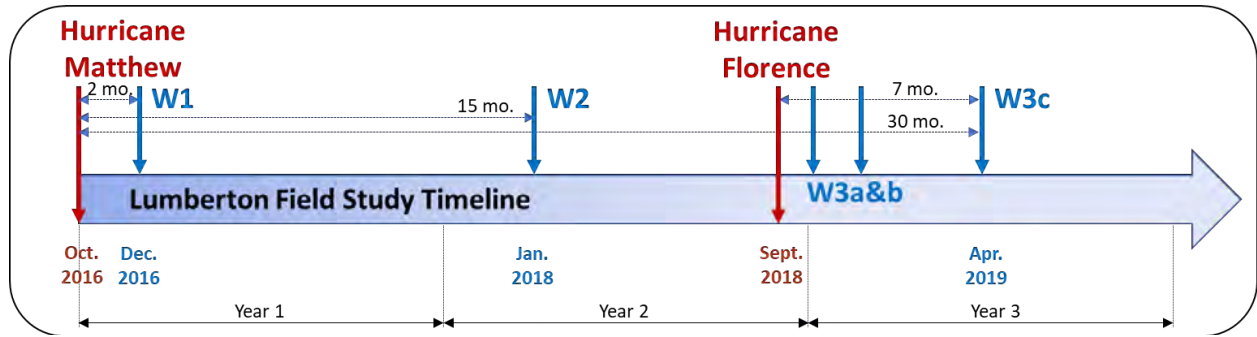 Hurricane
Matthew
Hurricane
Florence
2 mo.
W1
15 mo.
W2
7 mo.
W3c
30 mo.
Lumberton Field Study Timeline
W3a&b
Oct.
2016
Dec.
2016
Jan.
2018
Sept.
2018
Apr.
2019
Year 1
Year 2
Year 3